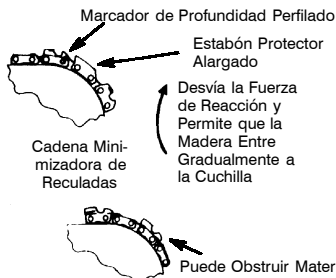 Marcador de Profundidad Perfilado
Estabón Protector
Alargado
Desvía la Fuerza
de Reacción y
Permite que la
Madera Entre
Gradualmente a
la Cuchilla
Cadena Mini-
mizadora de
Reculadas
Puede Obstruir Mater